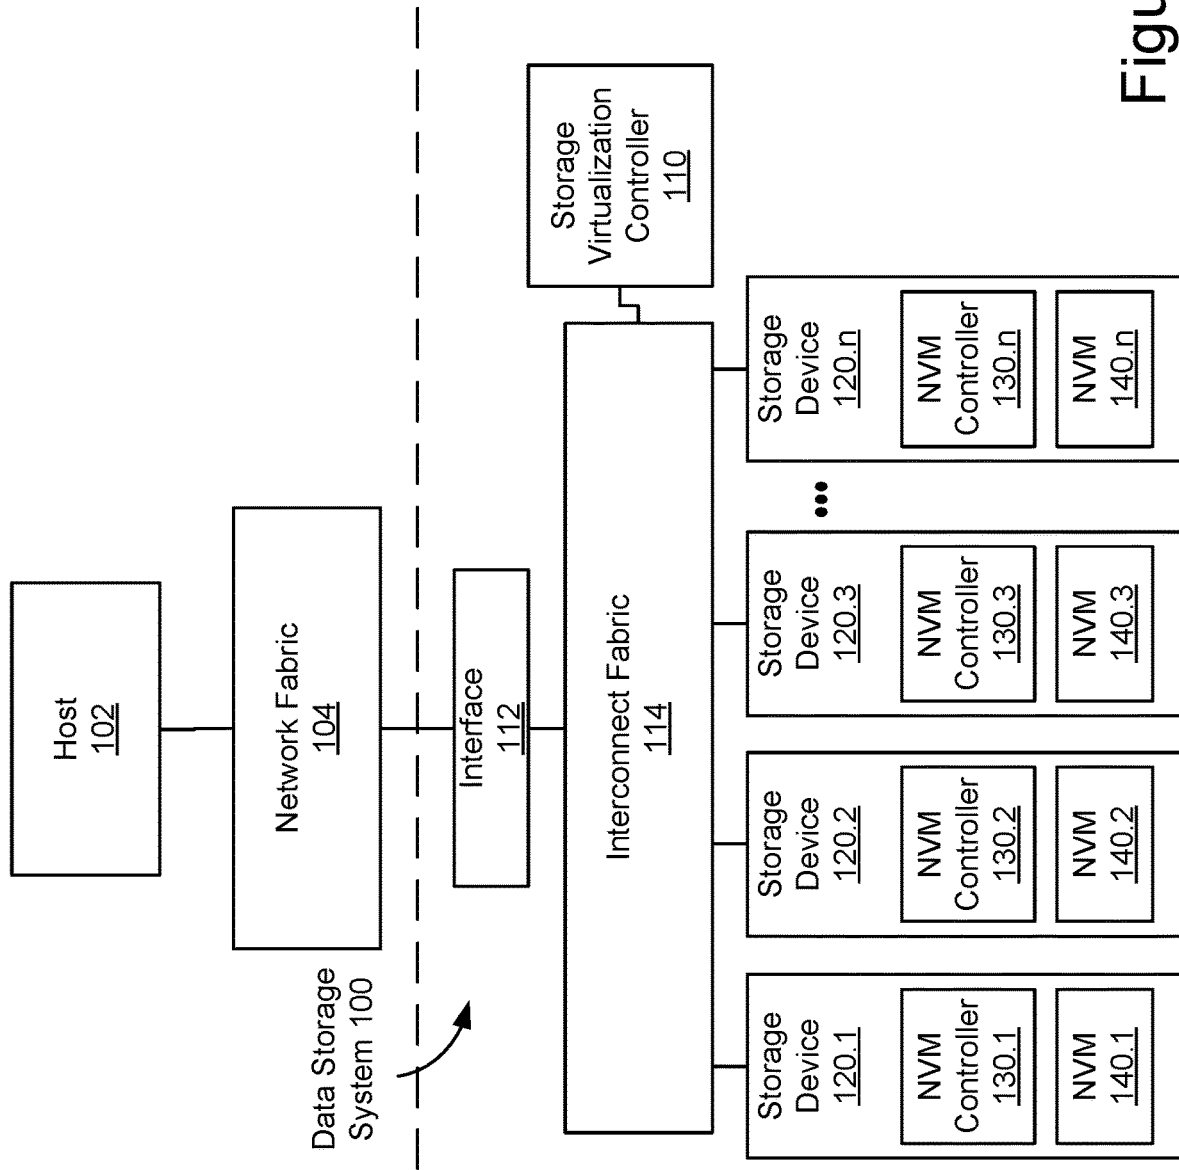 Host
102
Network Fabric
104
Data Storage
System 100
Interface
112
Interconnect Fabric
114
Storage
Virtualization
Controller
110
Storage
Device
120.1
NVM
Controller
130.1
NVM
140.1
Storage
Device
120.2
NVM
Controller
130.2
NVM
140.2
Storage
Device
120.3
NVM
Controller
130.3
NVM
140.3
•••
Storage
Device
120.n
NVM
Controller
130.n
NVM
140.n